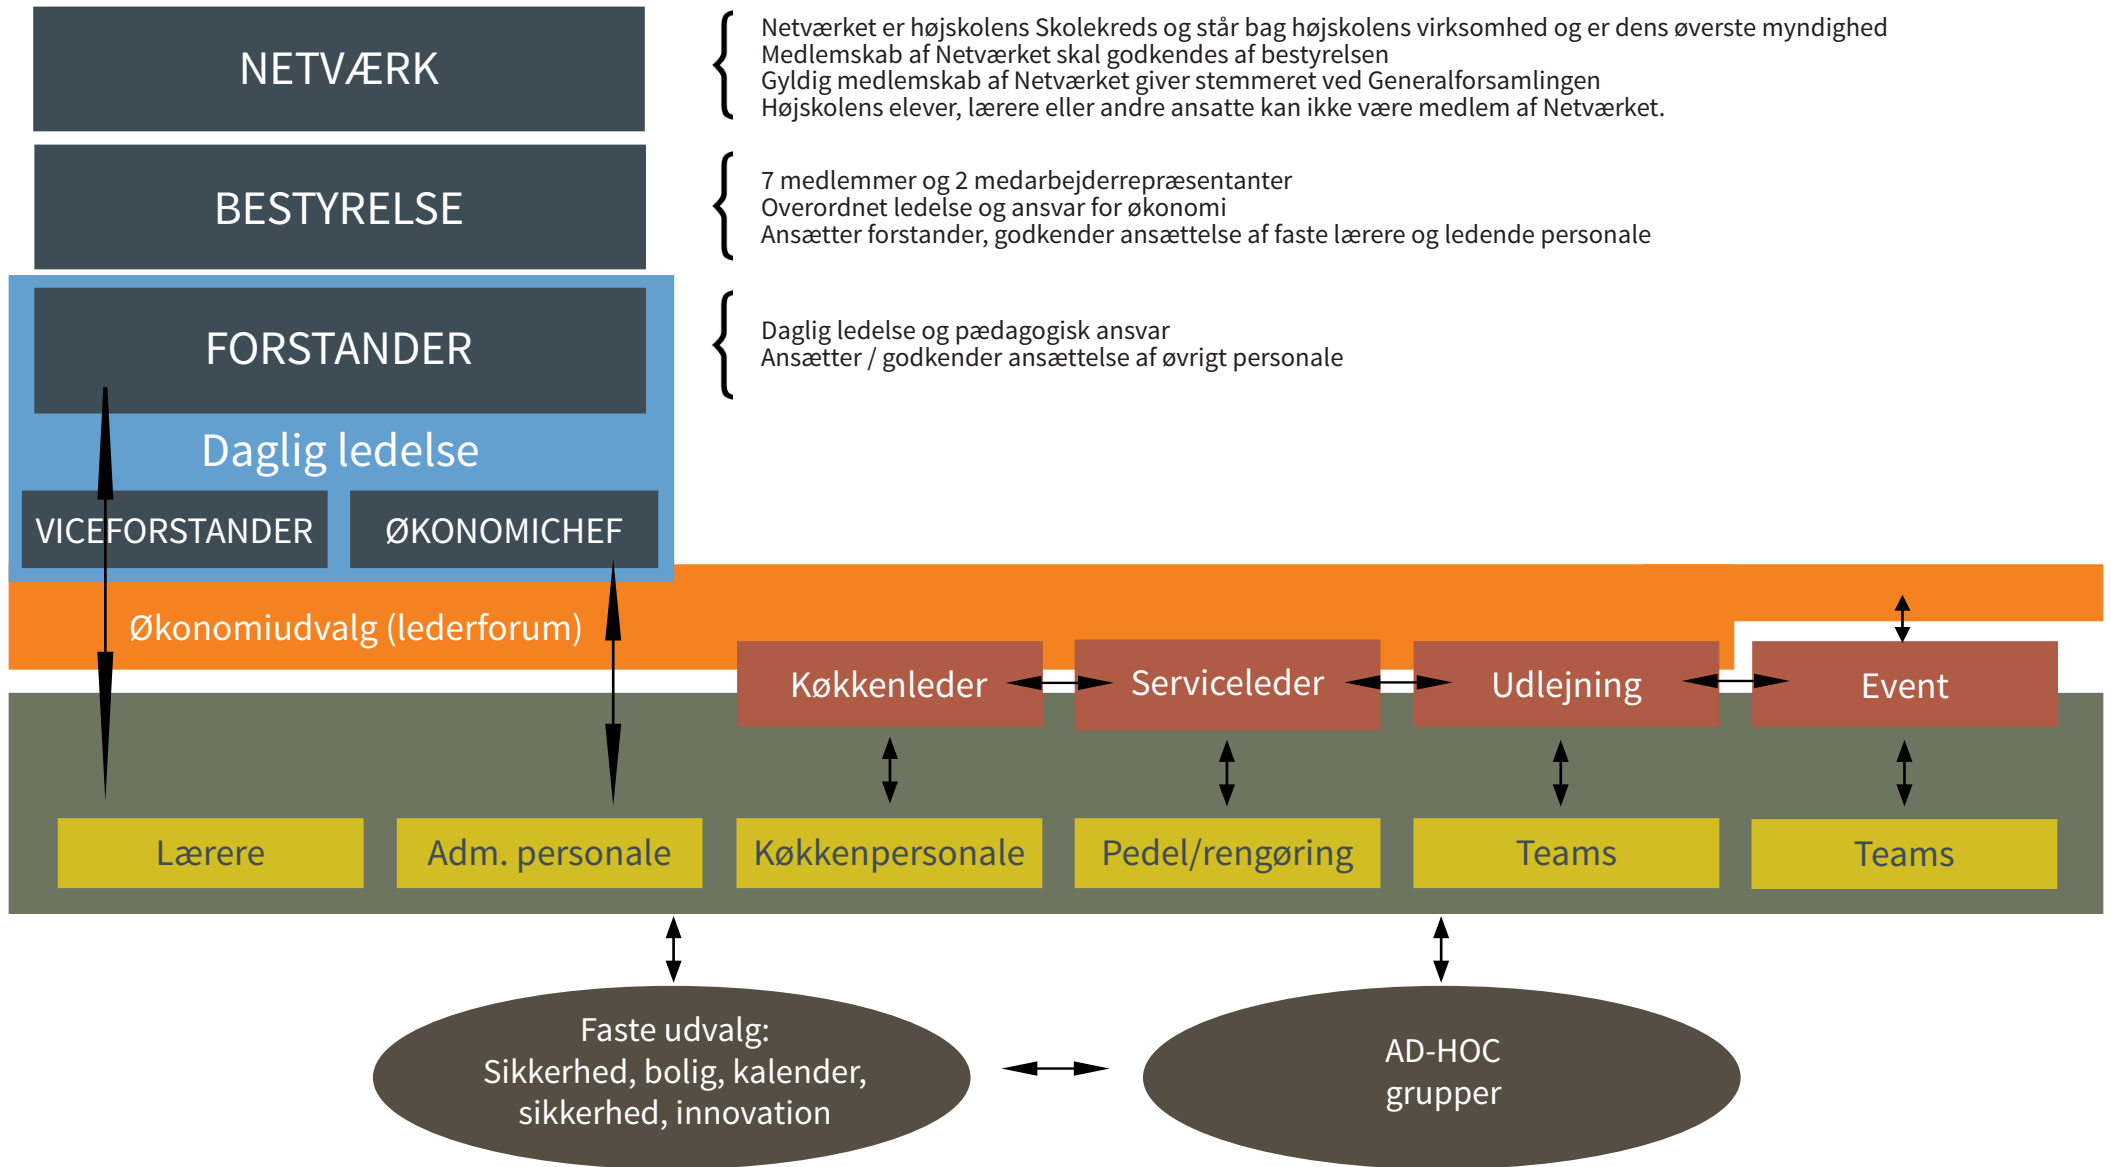 NETVÆRK
Netværket er højskolens Skolekreds og står bag højskolens virksomhed og er dens øverste myndighed
Medlemskab af Netværket skal godkendes af bestyrelsen
Gyldig medlemskab af Netværket giver stemmeret ved Generalforsamlingen
Højskolens elever, lærere eller andre ansatte kan ikke være medlem af Netværket.
BESTYRELSE
7 medlemmer og 2 medarbejderrepræsentanter
Overordnet ledelse og ansvar for økonomi
Ansætter forstander, godkender ansættelse af faste lærere og ledende personale
FORSTANDER
Daglig ledelse og pædagogisk ansvar
Ansætter / godkender ansættelse af øvrigt personale
Daglig ledelse
VICEFORSTANDER
ØKONOMICHEF
Økonomiudvalg (lederforum)
Køkkenleder
Serviceleder
Udlejning
Event
Lærere
Adm. personale
Køkkenpersonale
Pedel/rengøring
Teams
Teams
Faste udvalg:
Sikkerhed, bolig, kalender,
sikkerhed, innovation
AD-HOC
grupper